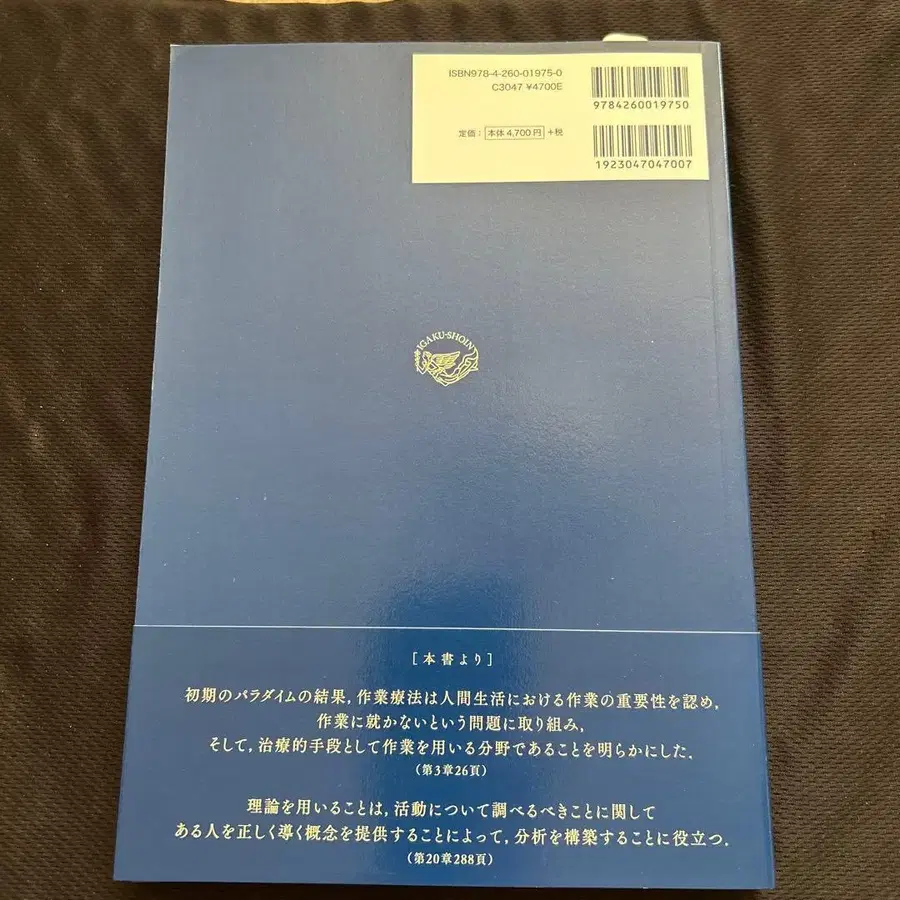 ISBN978-4-260-01975-0
C3047 ¥4700E
定価：本体4,700円＋税
9784260019750
1923047047007
IGAKU-SHOIN
［本書より］
初期のパラダイムの結果，作業療法は人間生活における作業の重要性を認め，
作業に就かないという問題に取り組み，
そして，治療的手段として作業を用いる分野であることを明らかにした．
（第3章26頁）
理論を用いることは，活動について調べるべきことに関して
ある人を正しく導く概念を提供することによって，分析を構築することに役立つ．
（第20章288頁）